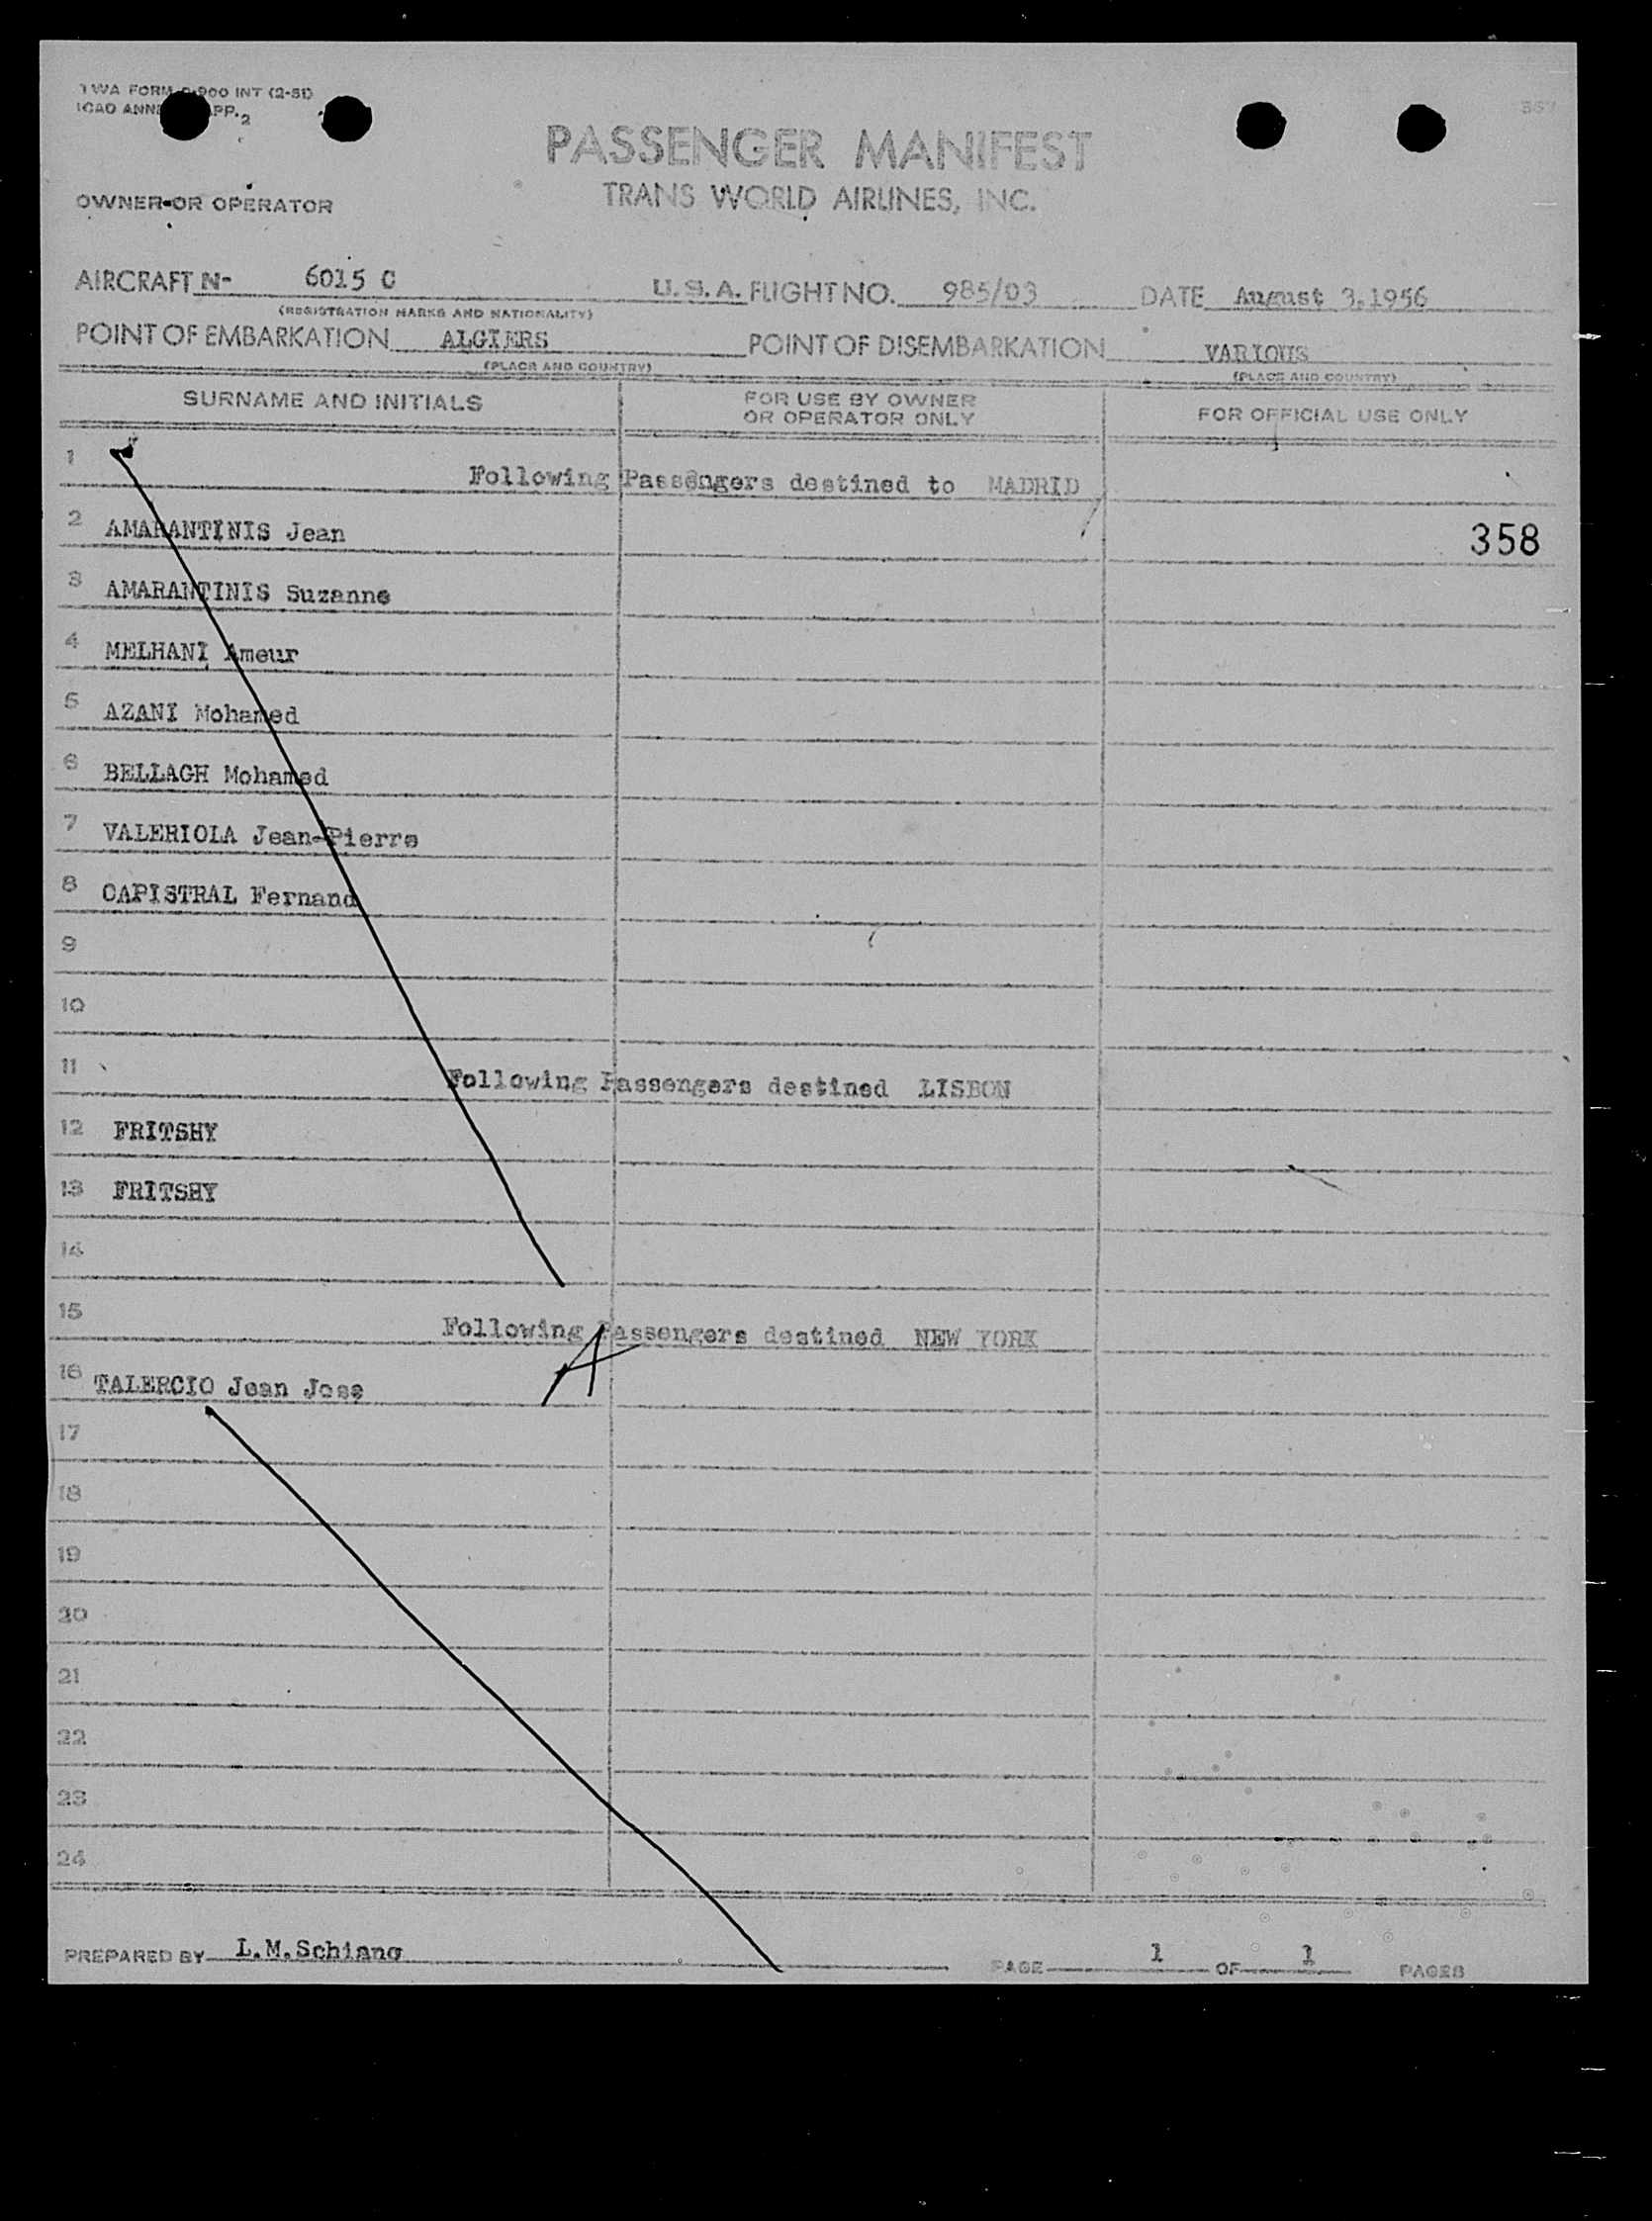 TWA FORM 0-900 INT (2-51)
ICAO ANNE APP. 2
357
PASSENGER MANIFEST
TRANS WORLD AIRLINES, INC.
OWNER OR OPERATOR
AIRCRAFT N- 6015 C U.S.A. FLIGHT NO. 985/03 DATE August 3,1956
(REGISTRATION MARKS AND NATIONALITY)
POINT OF EMBARKATION ALGIERS POINT OF DISEMBARKATION VARIOUS
(PLACE AND COUNTRY) (PLACE AND COUNTRY)
SURNAME AND INITIALS FOR USE BY OWNER OR OPERATOR ONLY FOR OFFICIAL USE ONLY
1 Following Passengers destined to MADRID
2 AMARANTINIS Jean 358
3 AMARANTINIS Suzanne
4 MELHANI Ameur
5 AZANI Mohamed
6 BELLAGH Mohamed
7 VALERIOLA Jean-Pierre
8 CAPISTRAL Fernand
9
10
11 Following Passengers destined LISBON
12 FRITSHY
13 FRITSHY
14
15 Following Passengers destined NEW YORK
16 TALERCIO Jean Jose A
17
18
19
20
21
22
23
24
PREPARED BY L.M.Schiano PAGE 1 OF 1 PAGES